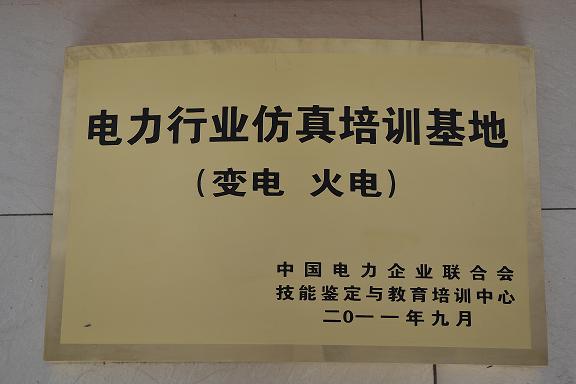 电力行业仿真培训基地
（变电 火电）
中国电力企业联合会
技能鉴定与教育培训中心
二0一一年九月